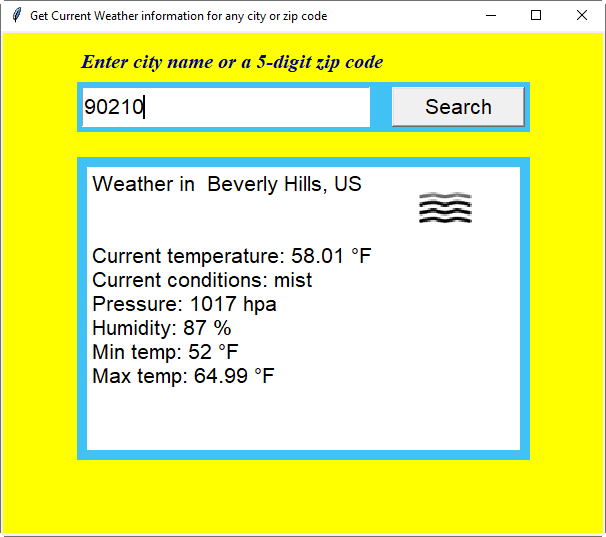 Get Current Weather information for any city or zip code
Enter city name or a 5-digit zip code
90210
Search
Weather in  Beverly Hills, US
Current temperature: 58.01 °F
Current conditions: mist
Pressure: 1017 hpa
Humidity: 87 %
Min temp: 52 °F
Max temp: 64.99 °F